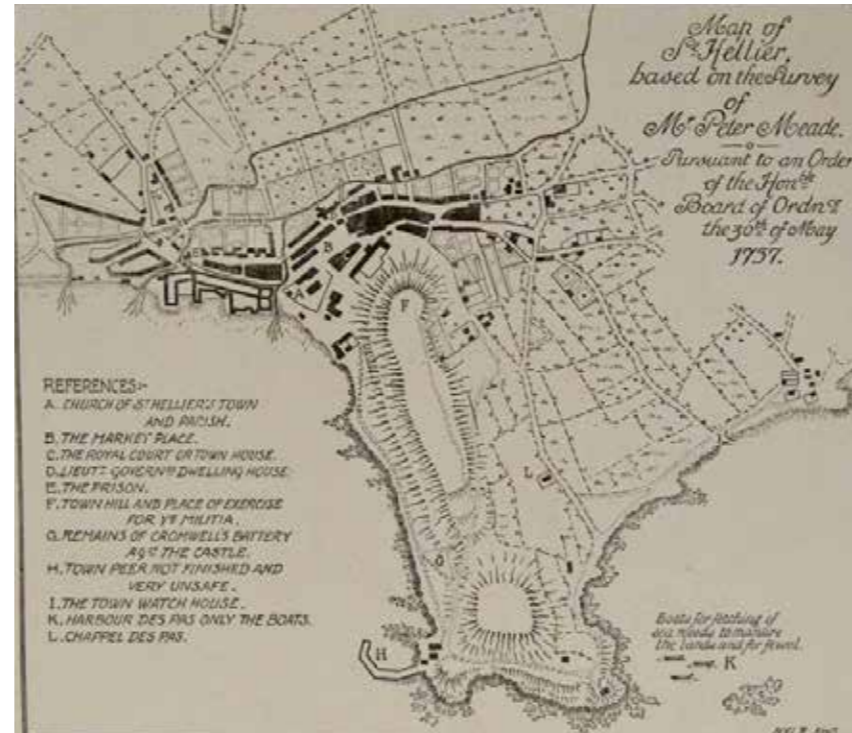 Map of
St Hellier,
based on the Survey
of
Mr Peter Meade.
Pursuant to an Order
of the Honble
Board of Ordnce
the 30th of May
1737.
REFERENCES:-
A. CHURCH OF ST HELLIER'S TOWN
AND PARISH.
B. THE MARKET PLACE.
C. THE ROYAL COURT OR TOWN HOUSE.
D. LIEUTT GOVERNRS DWELLING HOUSE.
E. THE PRISON.
F. TOWN HILL AND PLACE OF EXERCISE
FOR YE MILITIA.
G. REMAINS OF CROMWELL'S BATTERY
AGST THE CASTLE.
H. TOWN PEER NOT FINISHED AND
VERY UNSAFE.
I. THE TOWN WATCH HOUSE.
K. HARBOUR DES PAS ONLY THE BOATS.
L. CHAPPEL DES PAS.
Boats for fetching of
sea weeds to manure
the lands and for fewel.
K
A
B
E
F
L
G
H